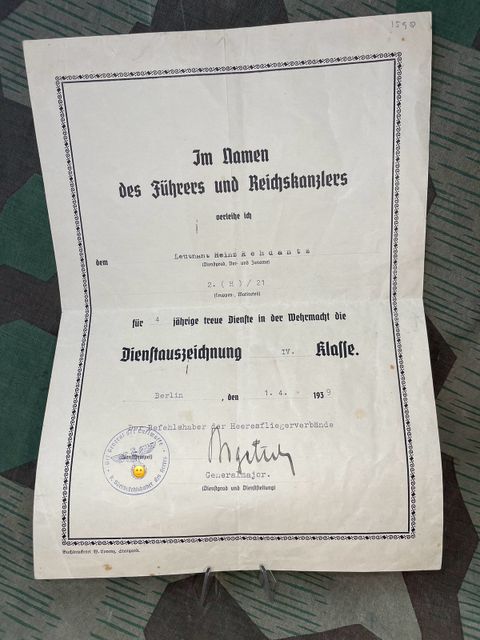 1590
Im Namen
des Führers und Reichskanzlers
verleihe ich
dem Leutnant Heinz Rehdantz
(Dienstgrad, Vor- und Zuname)
2. (H) / 21
(Truppen-, Marineteil)
für 4 jährige treue Dienste in der Wehrmacht die
Dienstauszeichnung IV. Klasse.
Berlin, den 1. 4. 1939
Der Befehlshaber der Heeresfliegerverbände
(Dienststempel)
Generalmajor.
(Dienstgrad und Dienststellung)